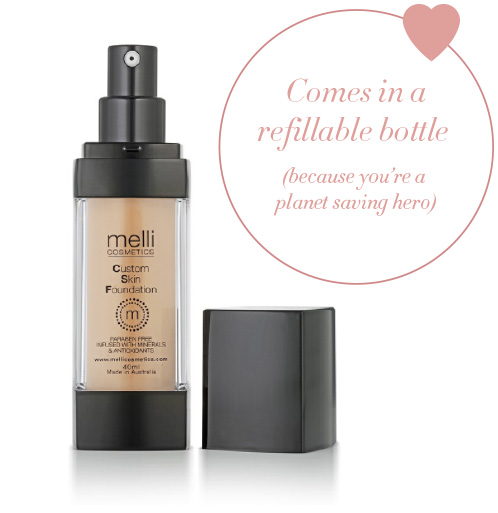 Comes in a
refillable bottle
(because you're a
planet saving hero)
melli
COSMETICS
Custom
Skin
Foundation
m
PARABEN FREE
INFUSED WITH MINERALS
& ANTIOXIDANTS
www.mellicosmetics.com
40ml
Made in Australia